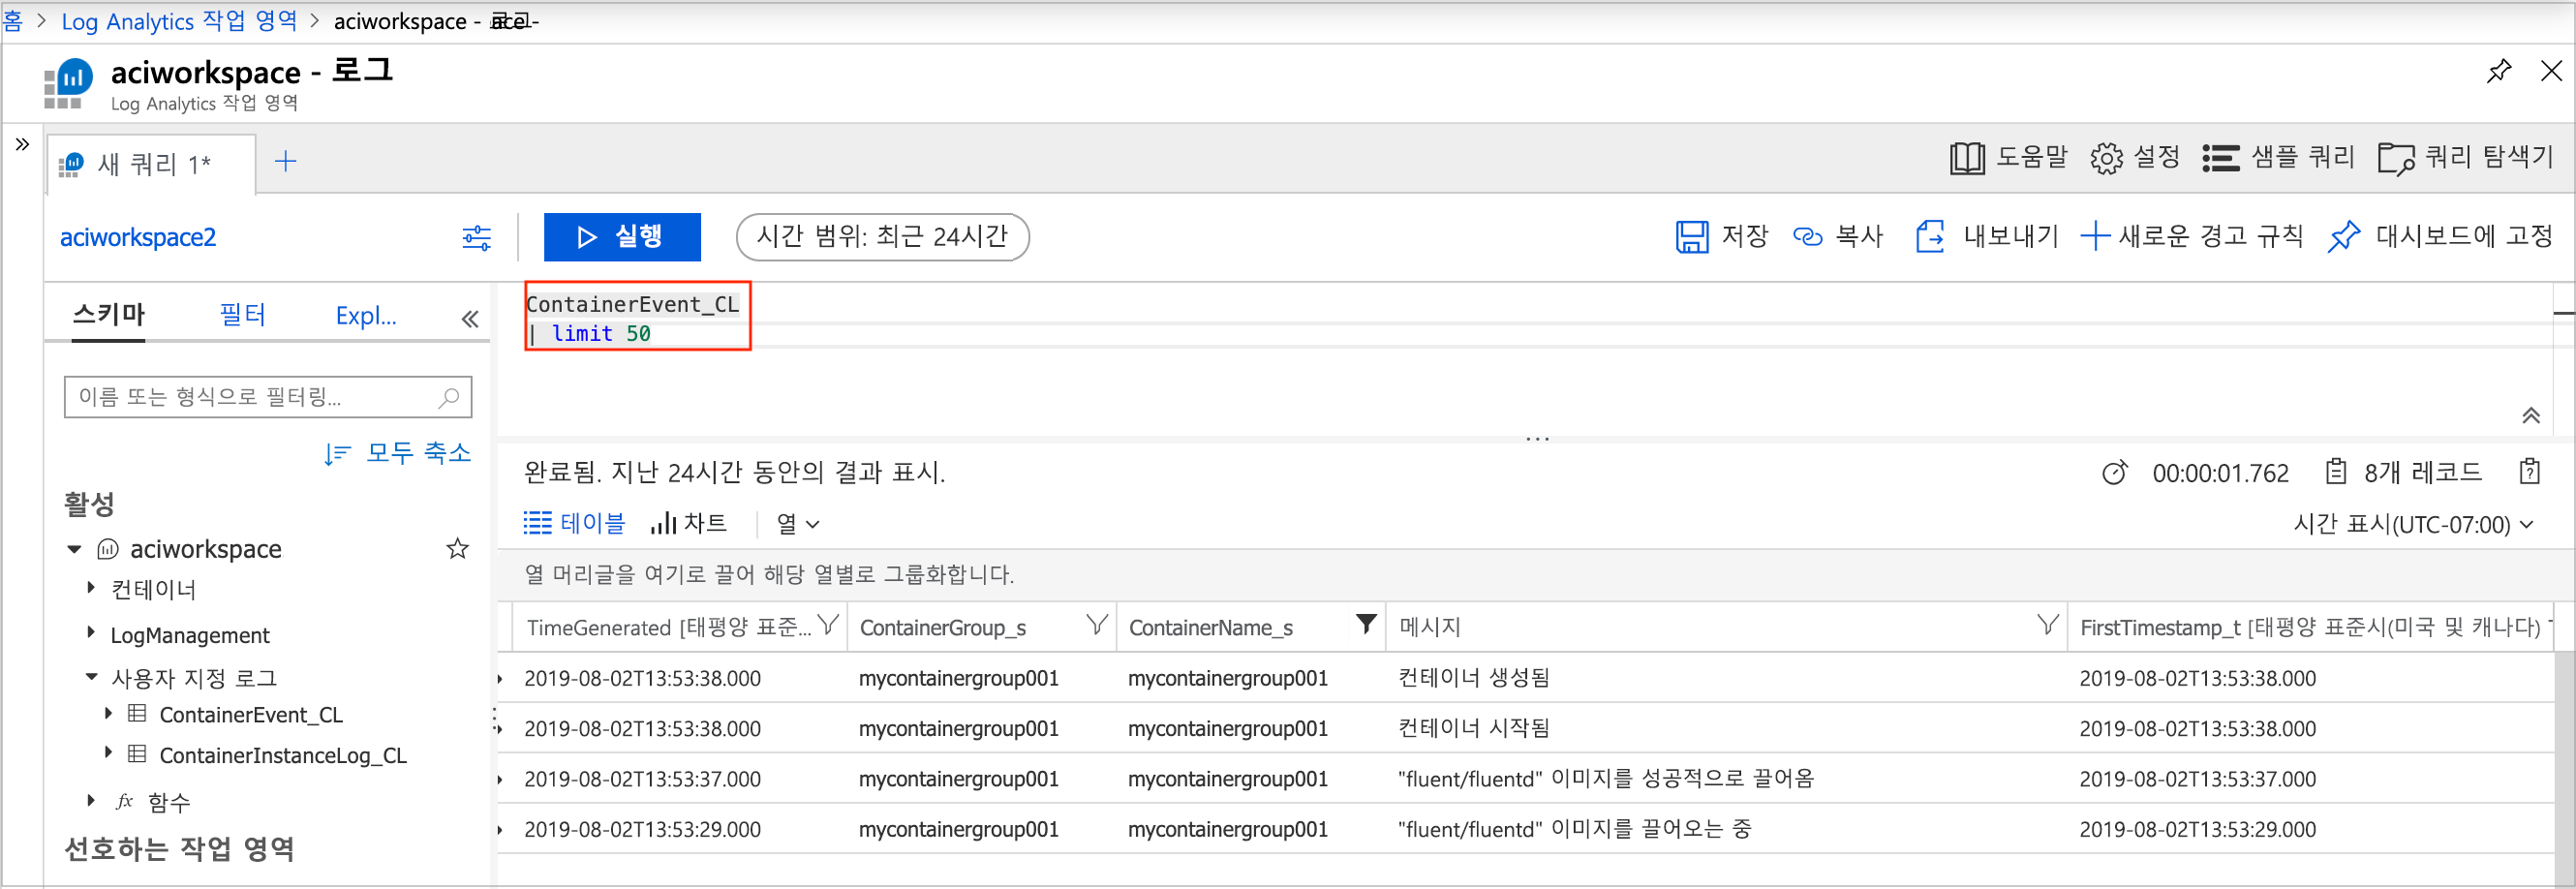 홈 > Log Analytics 작업 영역 > aciworkspace -
aciworkspace - 로그
Log Analytics 작업 영역
새 쿼리 1*
도움말 설정 샘플 쿼리 쿼리 탐색기
aciworkspace2
실행
시간 범위: 최근 24시간
저장 복사 내보내기 새로운 경고 규칙 대시보드에 고정
스키마 필터 Expl...
ContainerEvent_CL
| limit 50
이름 또는 형식으로 필터링...
모두 축소
활성
aciworkspace
컨테이너
LogManagement
사용자 지정 로그
ContainerEvent_CL
ContainerInstanceLog_CL
fx 함수
선호하는 작업 영역
완료됨. 지난 24시간 동안의 결과 표시.
00:00:01.762 8개 레코드
테이블 차트 열
시간 표시(UTC-07:00)
열 머리글을 여기로 끌어 해당 열별로 그룹화합니다.
TimeGenerated [태평양 표준... ContainerGroup_s ContainerName_s 메시지 FirstTimestamp_t [태평양 표준시(미국 및 캐나다)
2019-08-02T13:53:38.000 mycontainergroup001 mycontainergroup001 컨테이너 생성됨 2019-08-02T13:53:38.000
2019-08-02T13:53:38.000 mycontainergroup001 mycontainergroup001 컨테이너 시작됨 2019-08-02T13:53:38.000
2019-08-02T13:53:37.000 mycontainergroup001 mycontainergroup001 "fluent/fluentd" 이미지를 성공적으로 끌어옴 2019-08-02T13:53:37.000
2019-08-02T13:53:29.000 mycontainergroup001 mycontainergroup001 "fluent/fluentd" 이미지를 끌어오는 중 2019-08-02T13:53:29.000